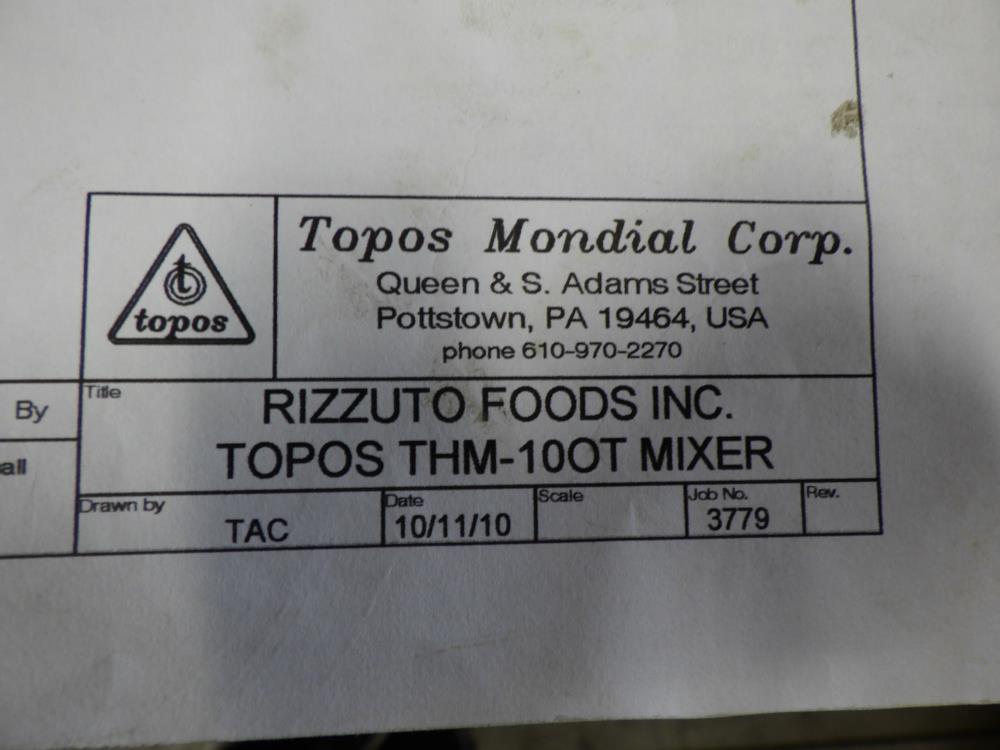 Topos Mondial Corp.
Queen & S. Adams Street
Pottstown, PA 19464, USA
phone 610-970-2270
t
topos
Title
RIZZUTO FOODS INC.
TOPOS THM-10OT MIXER
By
all
Drawn by
TAC
Date
10/11/10
Scale
Job No.
3779
Rev.